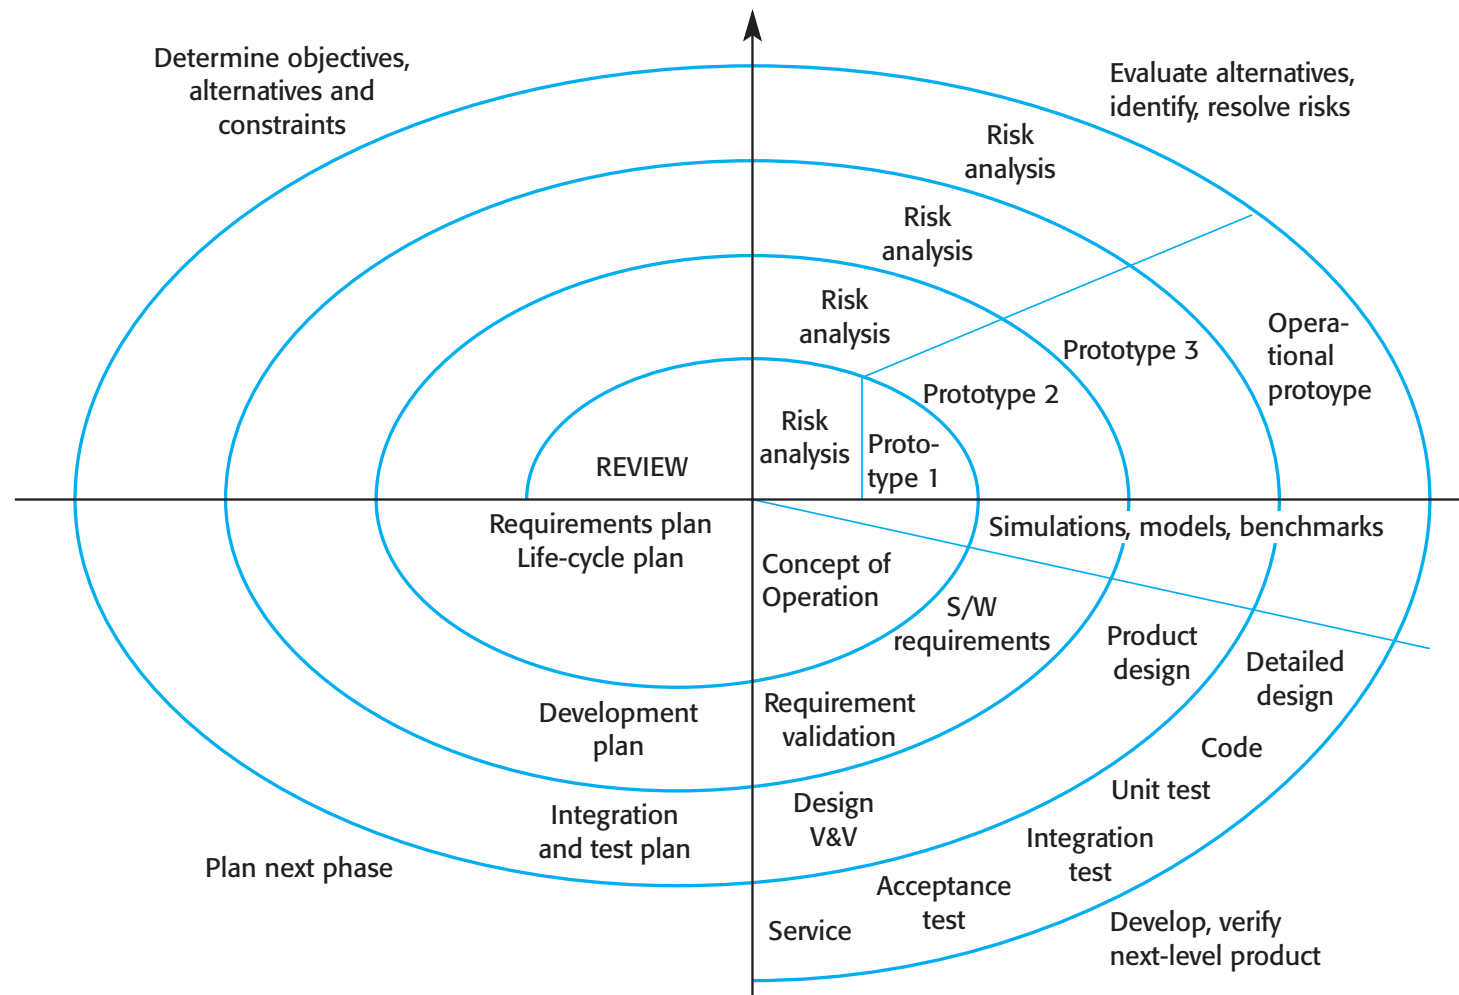 Determine objectives,
alternatives and
constraints
Evaluate alternatives,
identify, resolve risks
Risk
analysis
Risk
analysis
Risk
analysis
Risk
analysis
Proto-
type 1
Prototype 2
Prototype 3
Opera-
tional
protoype
REVIEW
Requirements plan
Life-cycle plan
Simulations, models, benchmarks
Concept of
Operation
S/W
requirements
Product
design
Detailed
design
Development
plan
Requirement
validation
Code
Unit test
Integration
and test plan
Design
V&V
Integration
test
Plan next phase
Acceptance
test
Service
Develop, verify
next-level product